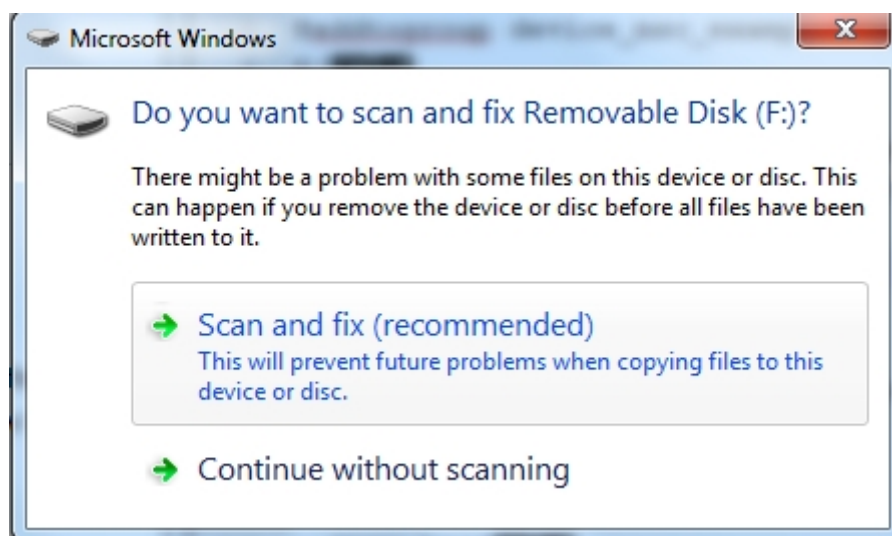 Microsoft Windows
Do you want to scan and fix Removable Disk (F:)?
There might be a problem with some files on this device or disc. This
can happen if you remove the device or disc before all files have been
written to it.
Scan and fix (recommended)
This will prevent future problems when copying files to this
device or disc.
Continue without scanning